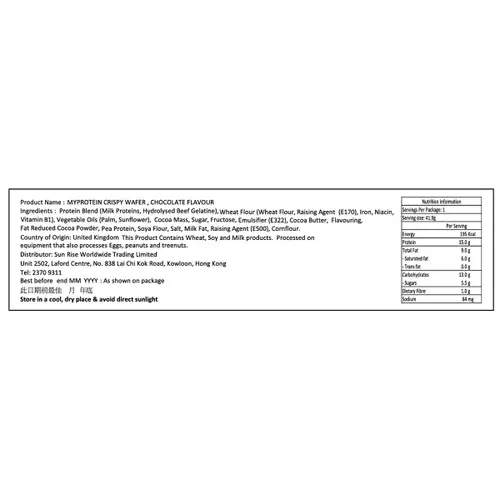 Product Name : MYPROTEIN CRISPY WAFER , CHOCOLATE FLAVOUR
Ingredients : Protein Blend (Milk Proteins, Hydrolysed Beef Gelatine), Wheat Flour (Wheat Flour, Raising Agent (E170), Iron, Niacin,
Vitamin B1), Vegetable Oils (Palm, Sunflower), Cocoa Mass, Sugar, Fructose, Emulsifier (E322), Cocoa Butter, Flavouring,
Fat Reduced Cocoa Powder, Pea Protein, Soya Flour, Salt, Milk Fat, Raising Agent (E500), Cornflour.
Country of Origin: United Kingdom This Product Contains Wheat, Soy and Milk products. Processed on
equipment that also processes Eggs, peanuts and treenuts.
Distributor: Sun Rise Worldwide Trading Limited
Unit 2502, Laford Centre, No. 838 Lai Chi Kok Road, Kowloon, Hong Kong
Tel: 2370 9311
Best before end MM YYYY : As shown on package
此日期前最佳 月 年底
Store in a cool, dry place & avoid direct sunlight
Nutrition information
Servings Per Package: 1
Serving size: 41.8g
Per Serving
Energy 195 kcal
Protein 15.0 g
Total Fat 9.0 g
- Saturated fat 6.0 g
- Trans fat 0.0 g
Carbohydrates 13.0 g
- Sugars 3.5 g
Dietary Fibre 1.0 g
Sodium 84 mg